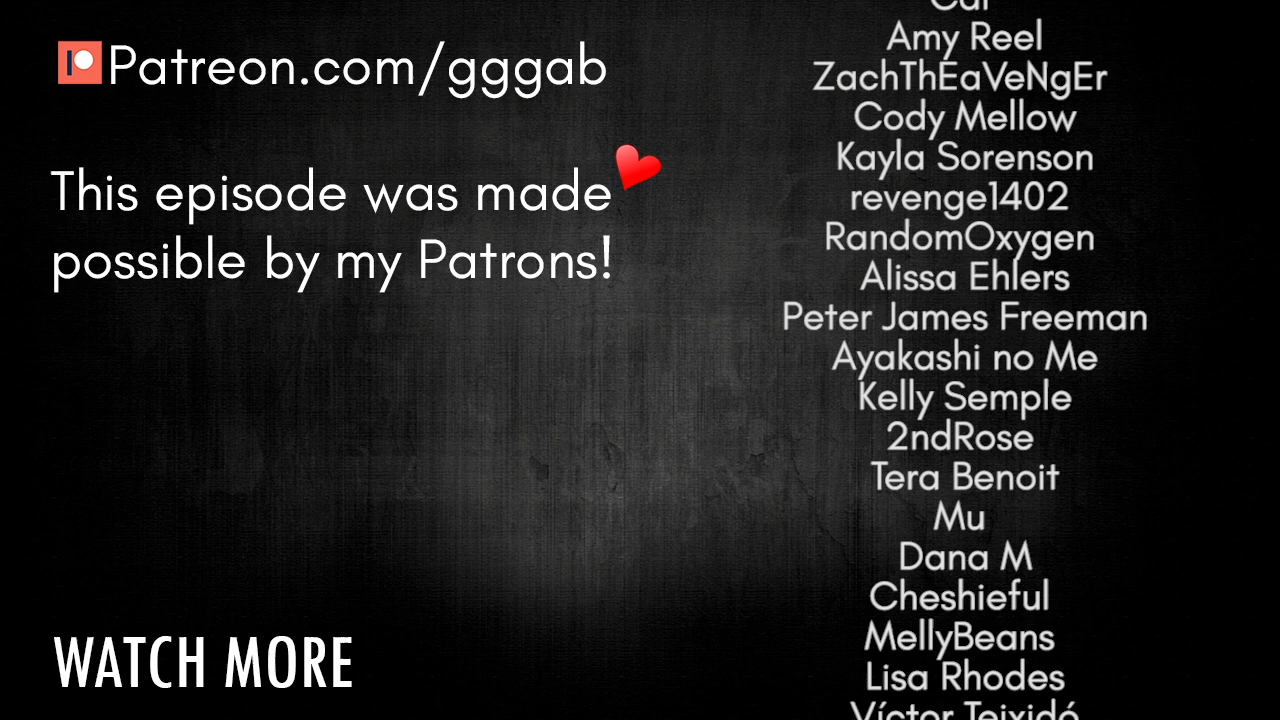 Patreon.com/gggab
This episode was made
possible by my Patrons!
WATCH MORE
Amy Reel
ZachThEaVeNgEr
Cody Mellow
Kayla Sorenson
revenge1402
RandomOxygen
Alissa Ehlers
Peter James Freeman
Ayakashi no Me
Kelly Semple
2ndRose
Tera Benoit
Mu
Dana M
Cheshieful
MellyBeans
Lisa Rhodes
Víctor Teixidó